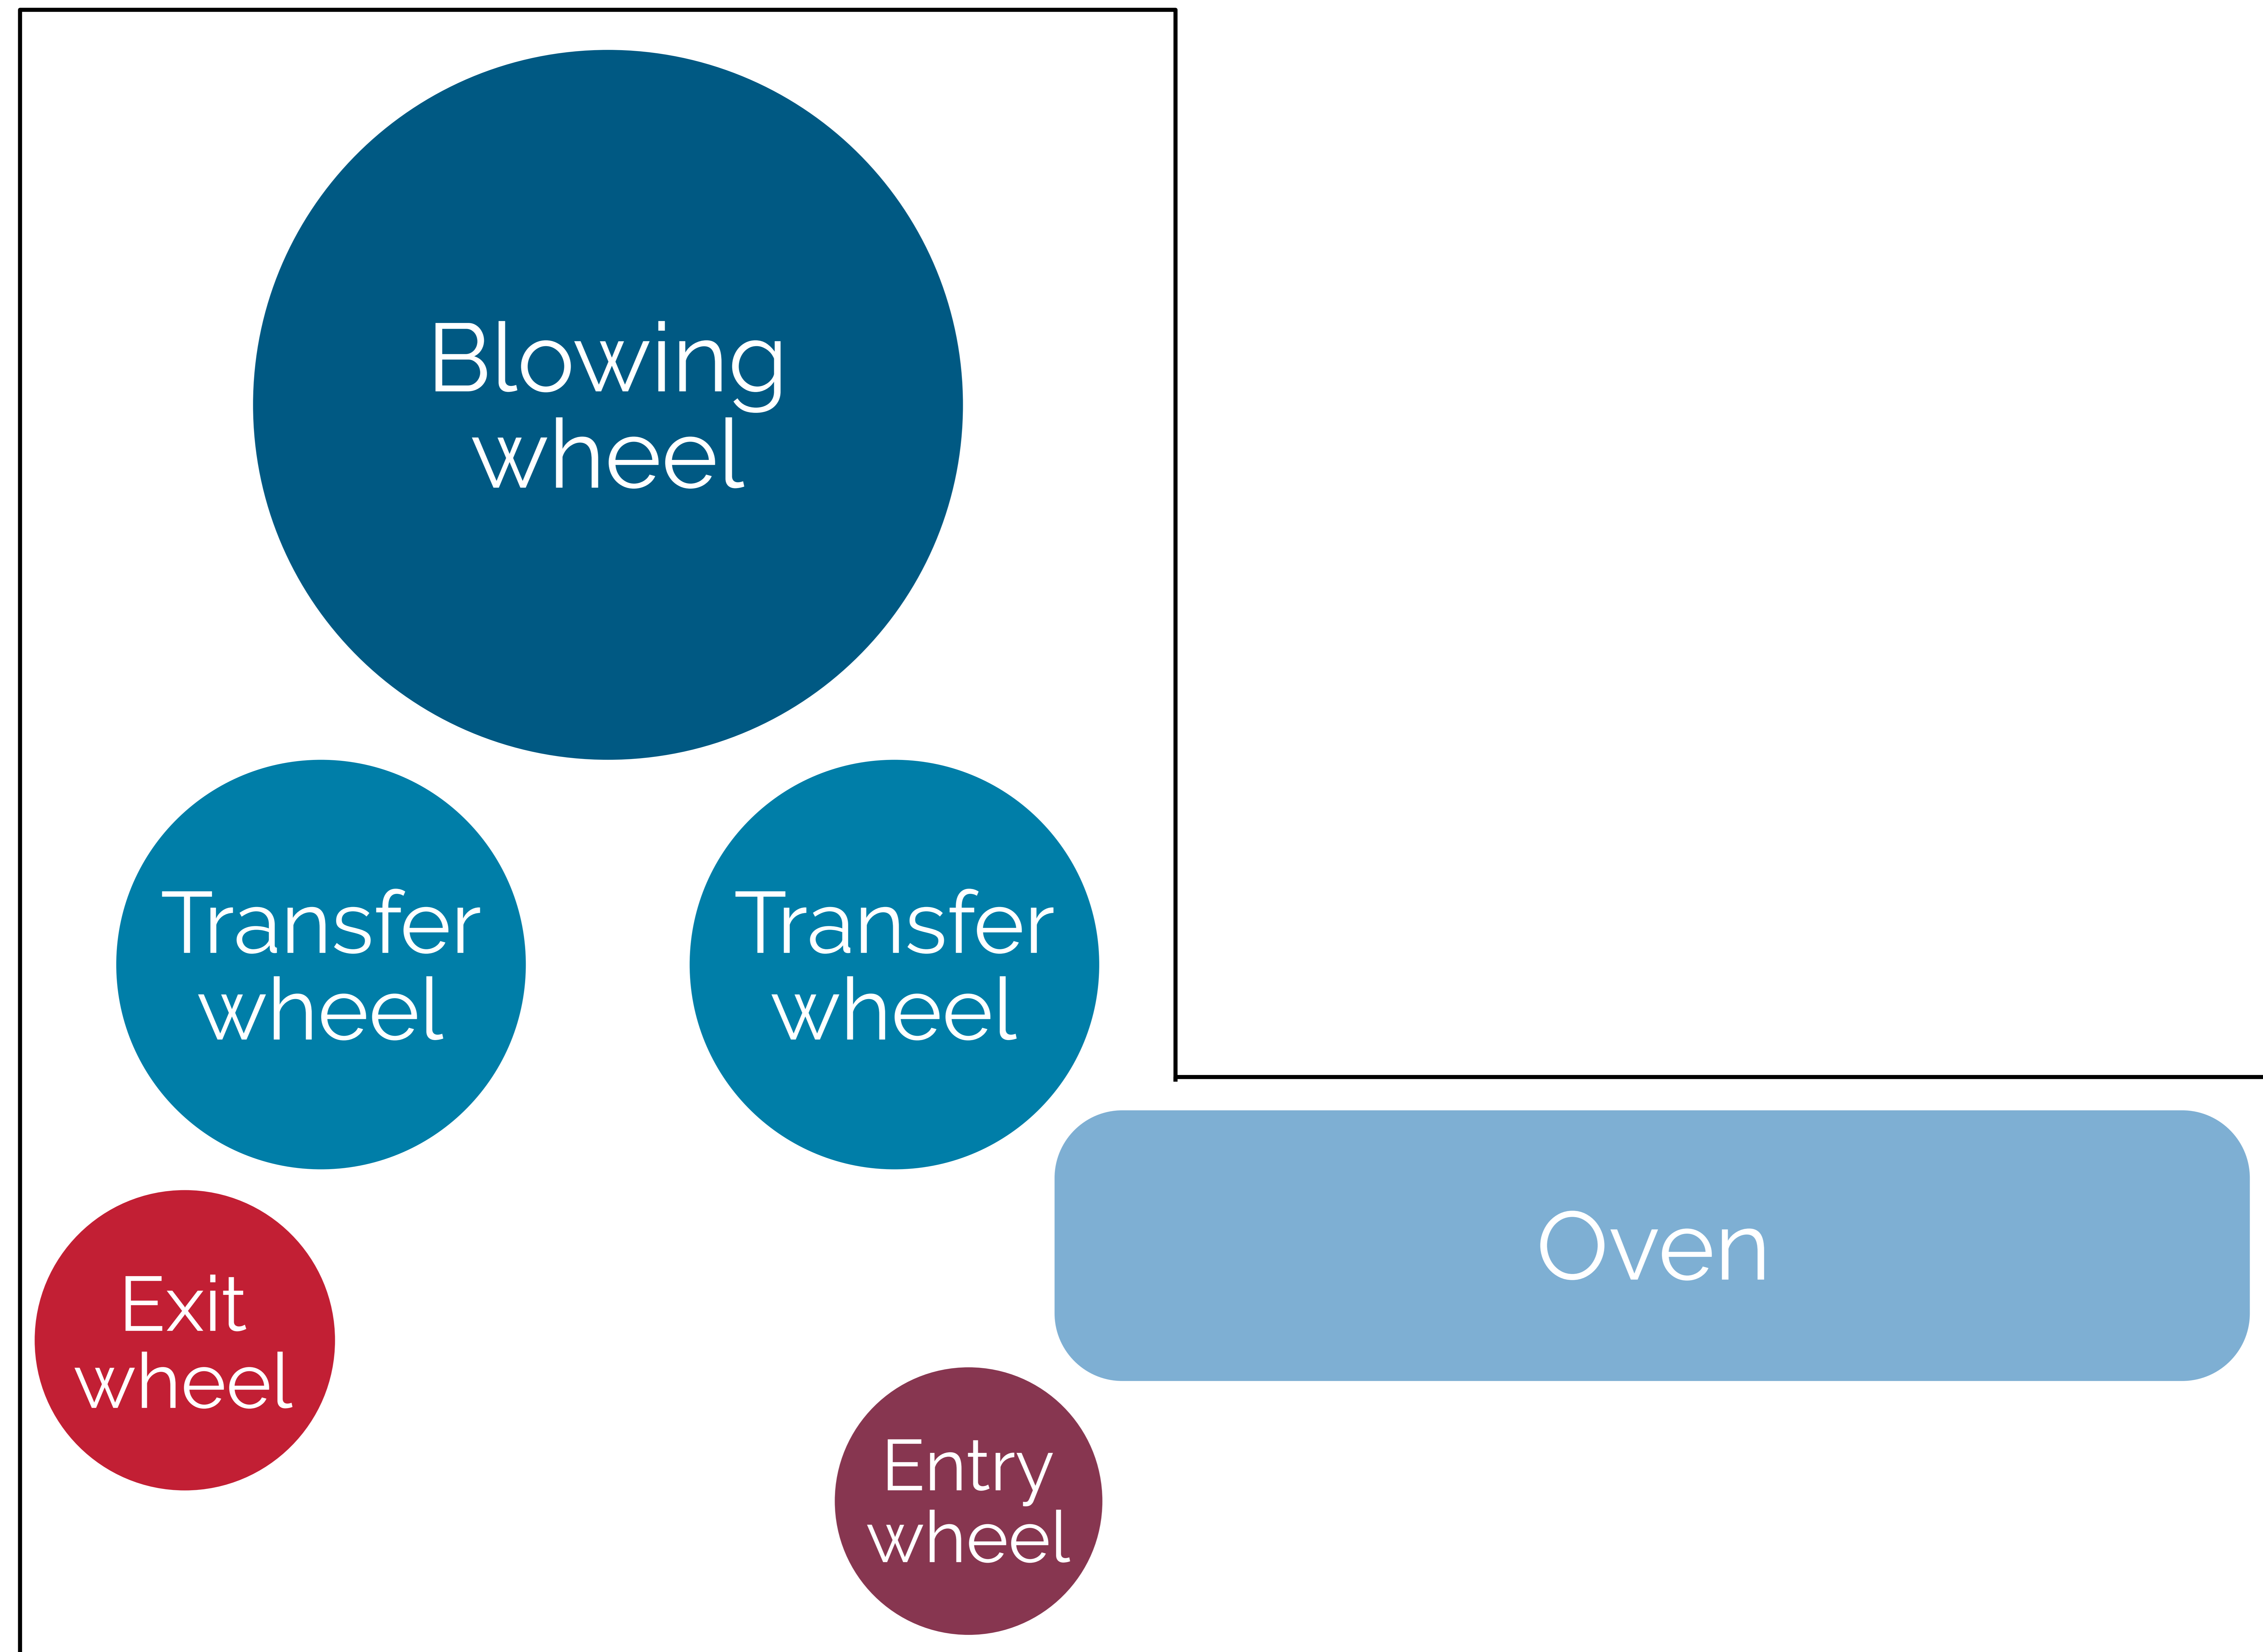 Blowing
wheel
Transfer
wheel
Transfer
wheel
Oven
Exit
wheel
Entry
wheel